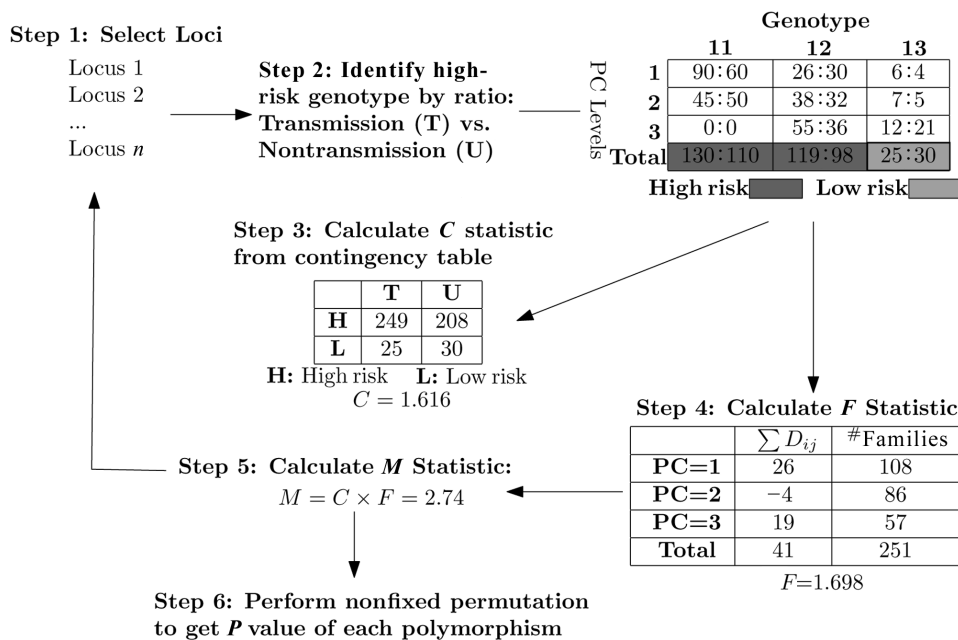 Step 1: Select Loci
Locus 1
Locus 2
...
Locus n
Step 2: Identify high-
risk genotype by ratio:
Transmission (T) vs.
Nontransmission (U)
Genotype
11 12 13
PC Levels
1 90:60 26:30 6:4
2 45:50 38:32 7:5
3 0:0 55:36 12:21
Total 130:110 119:98 25:30
High risk Low risk
Step 3: Calculate C statistic
from contingency table
T U
H 249 208
L 25 30
H: High risk L: Low risk
C = 1.616
Step 4: Calculate F Statistic
∑ D_{ij} #Families
PC=1 26 108
PC=2 −4 86
PC=3 19 57
Total 41 251
F=1.698
Step 5: Calculate M Statistic:
M = C × F = 2.74
Step 6: Perform nonfixed permutation
to get P value of each polymorphism